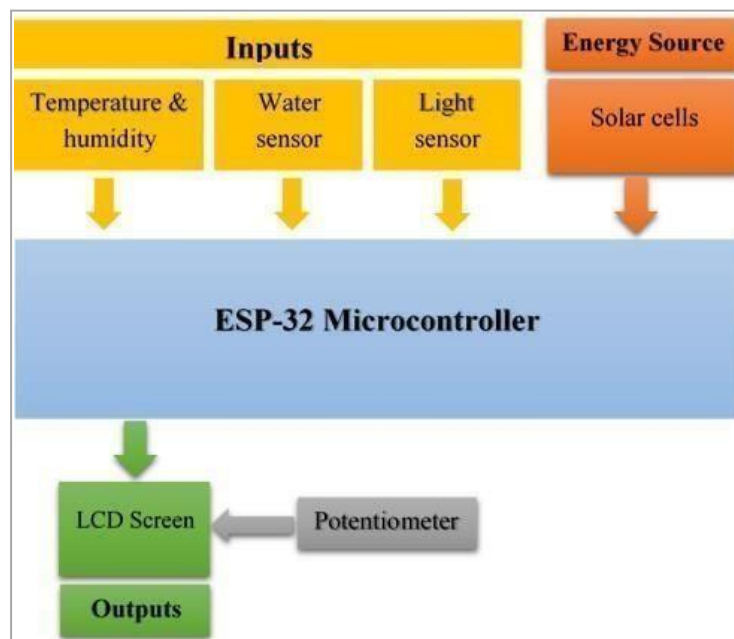 Inputs
Energy Source
Temperature &
humidity
Water
sensor
Light
sensor
Solar cells
ESP-32 Microcontroller
LCD Screen
Potentiometer
Outputs